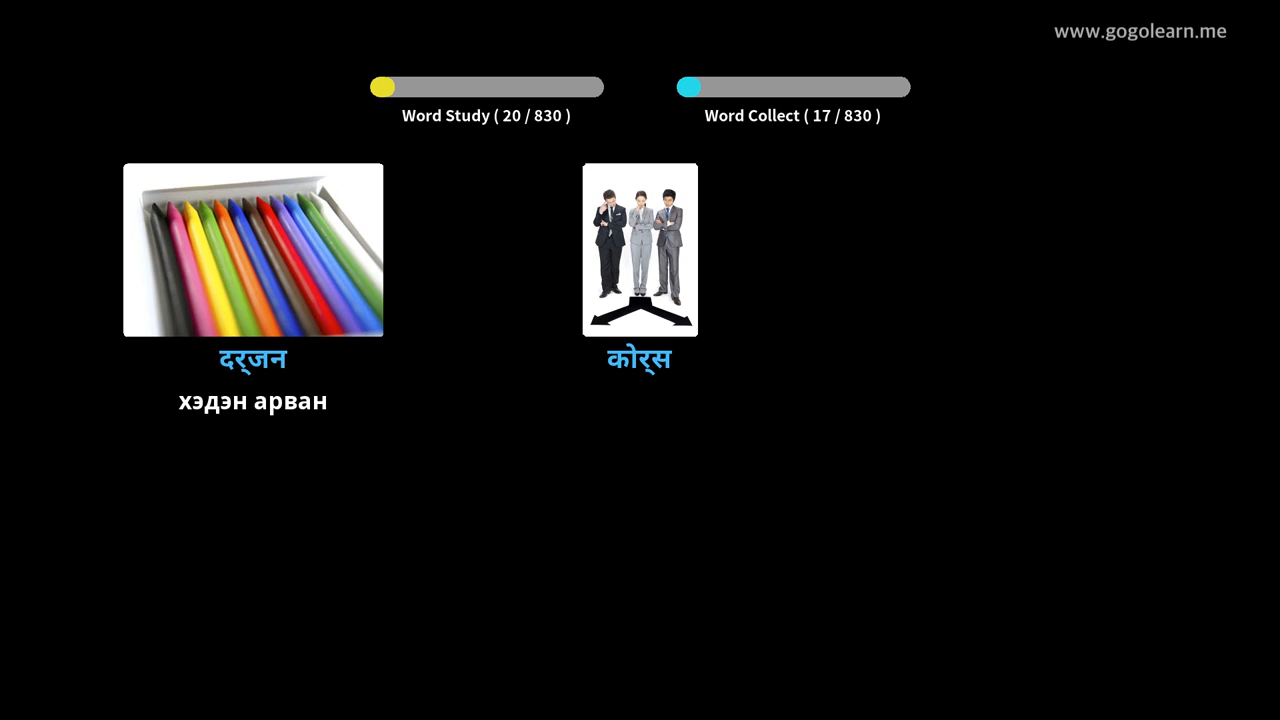 www.gogolearn.me
Word Study ( 20 / 830 )
Word Collect ( 17 / 830 )
दर्‌जन
कोर्‌स
хэдэн арван